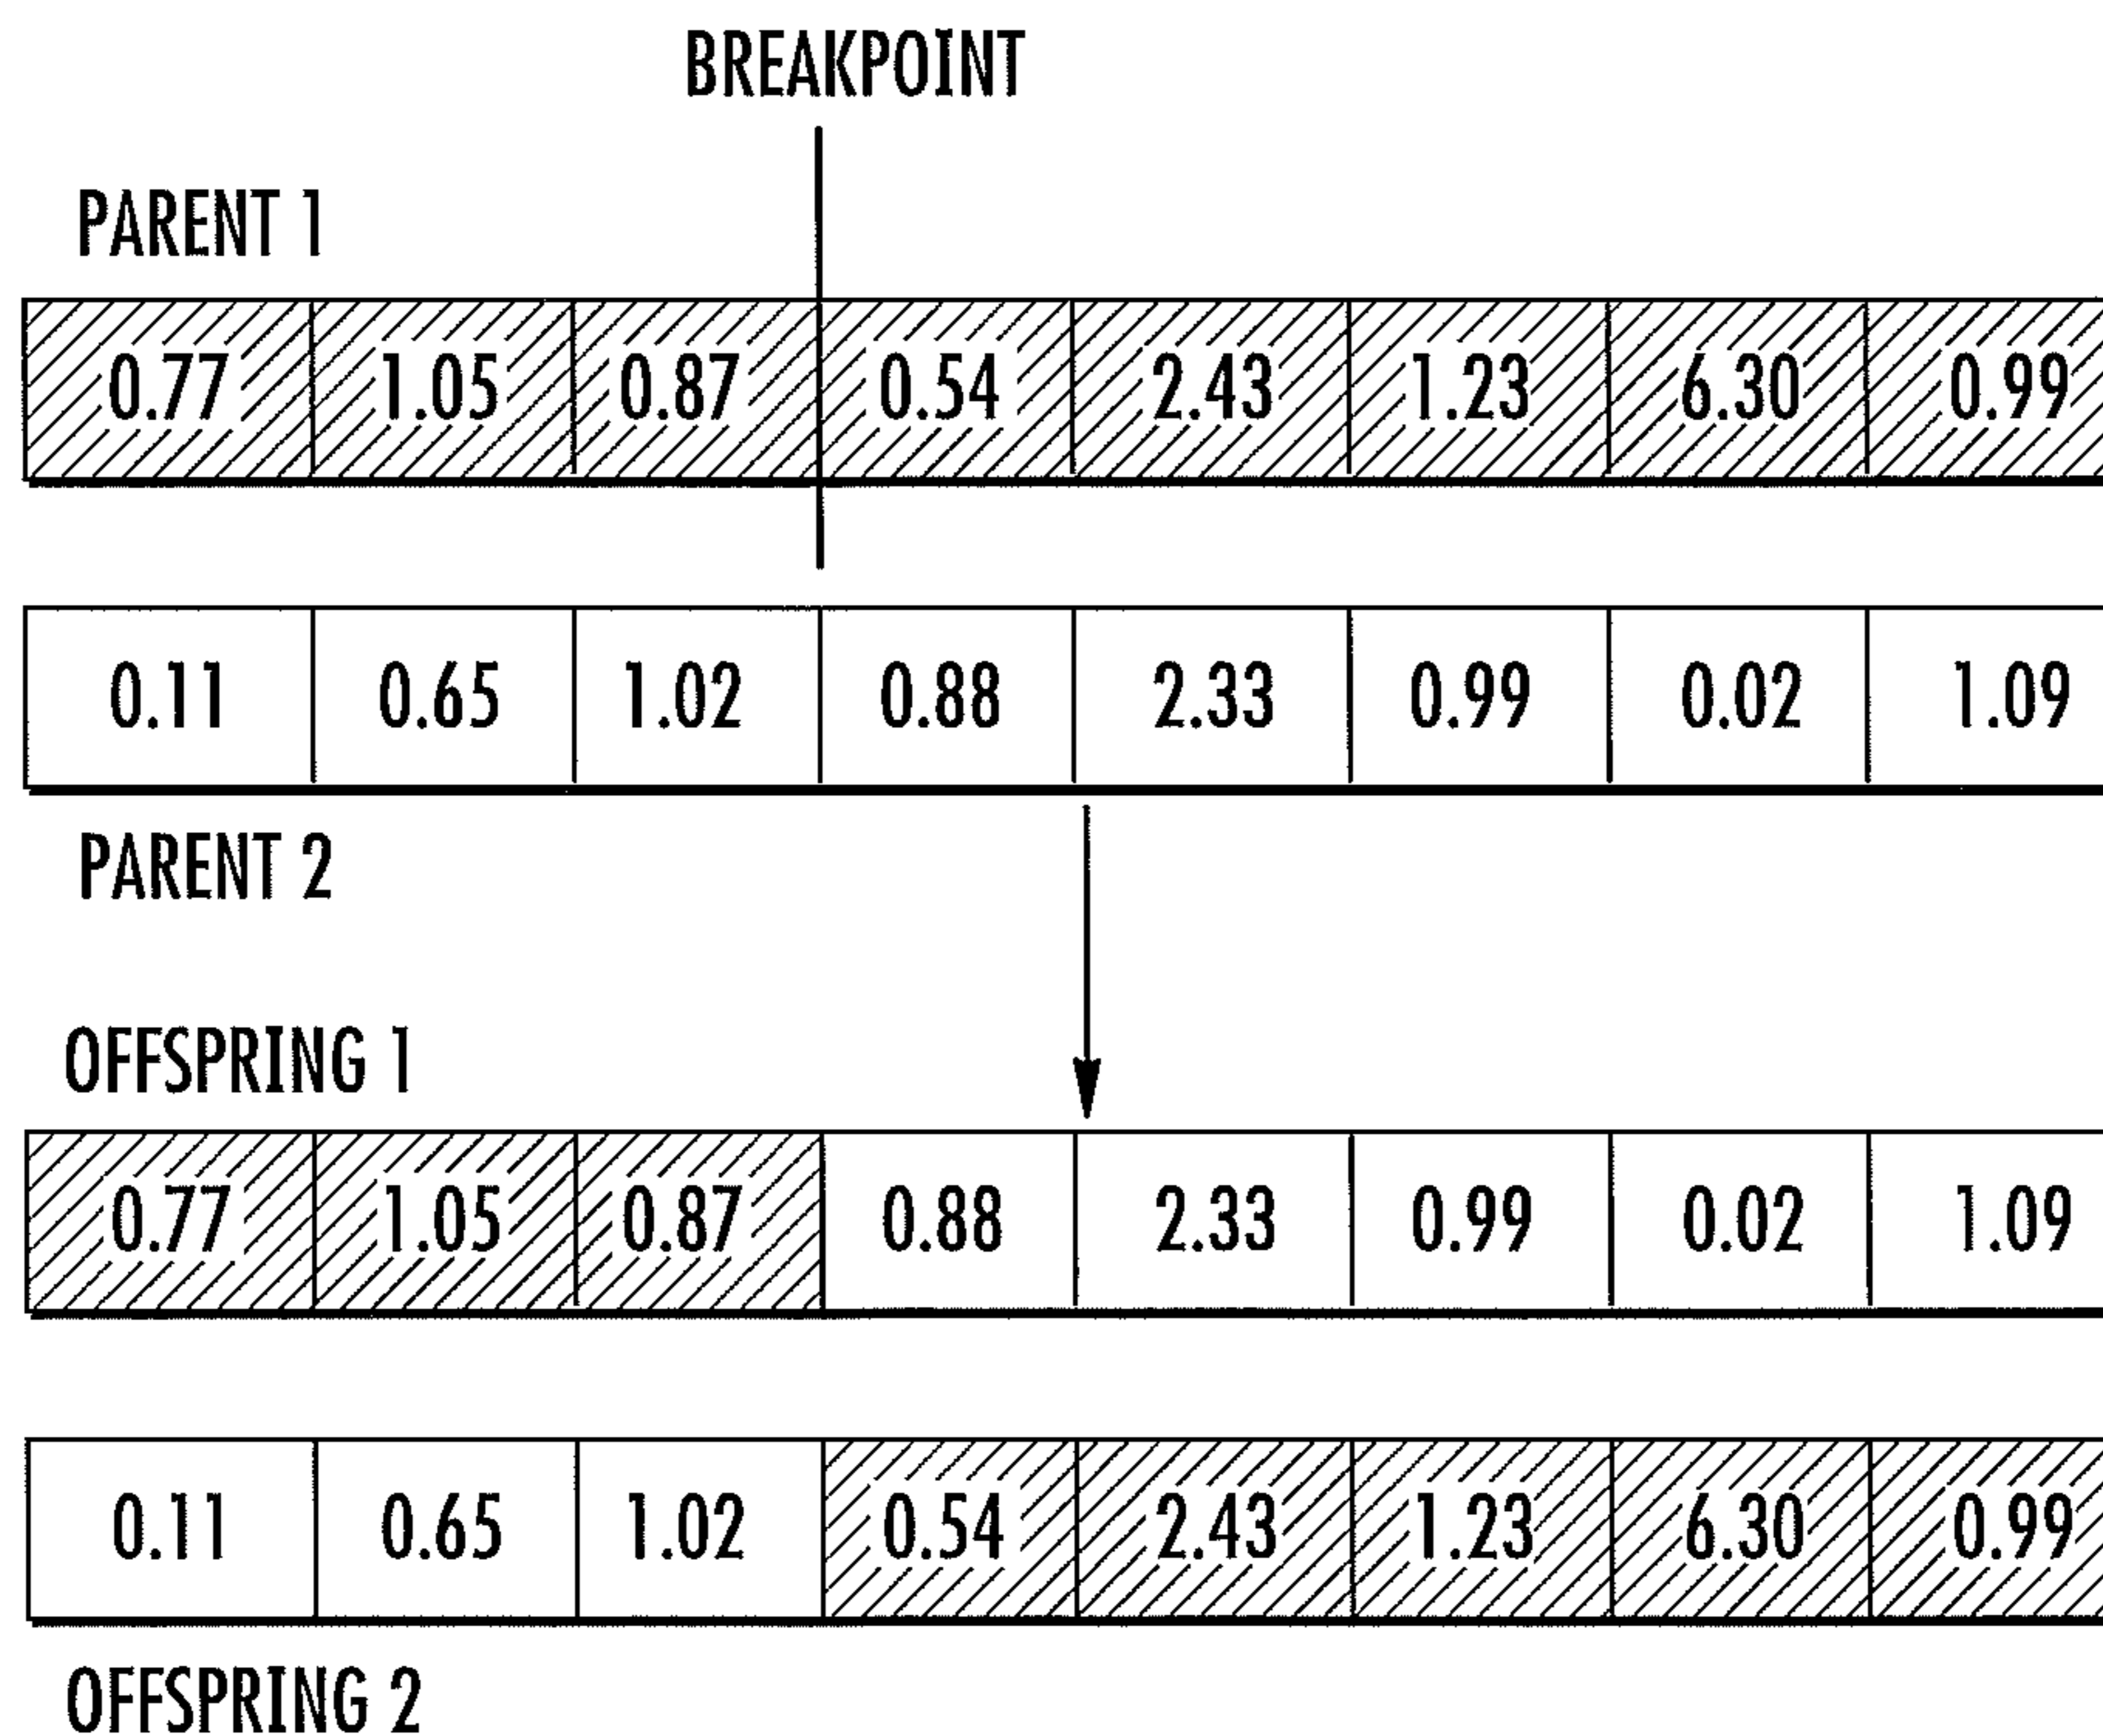 BREAKPOINT
PARENT 1
0.77 1.05 0.87 0.54 2.43 1.23 6.30 0.99
0.11 0.65 1.02 0.88 2.33 0.99 0.02 1.09
PARENT 2
OFFSPRING 1
0.77 1.05 0.87 0.88 2.33 0.99 0.02 1.09
0.11 0.65 1.02 0.54 2.43 1.23 6.30 0.99
OFFSPRING 2